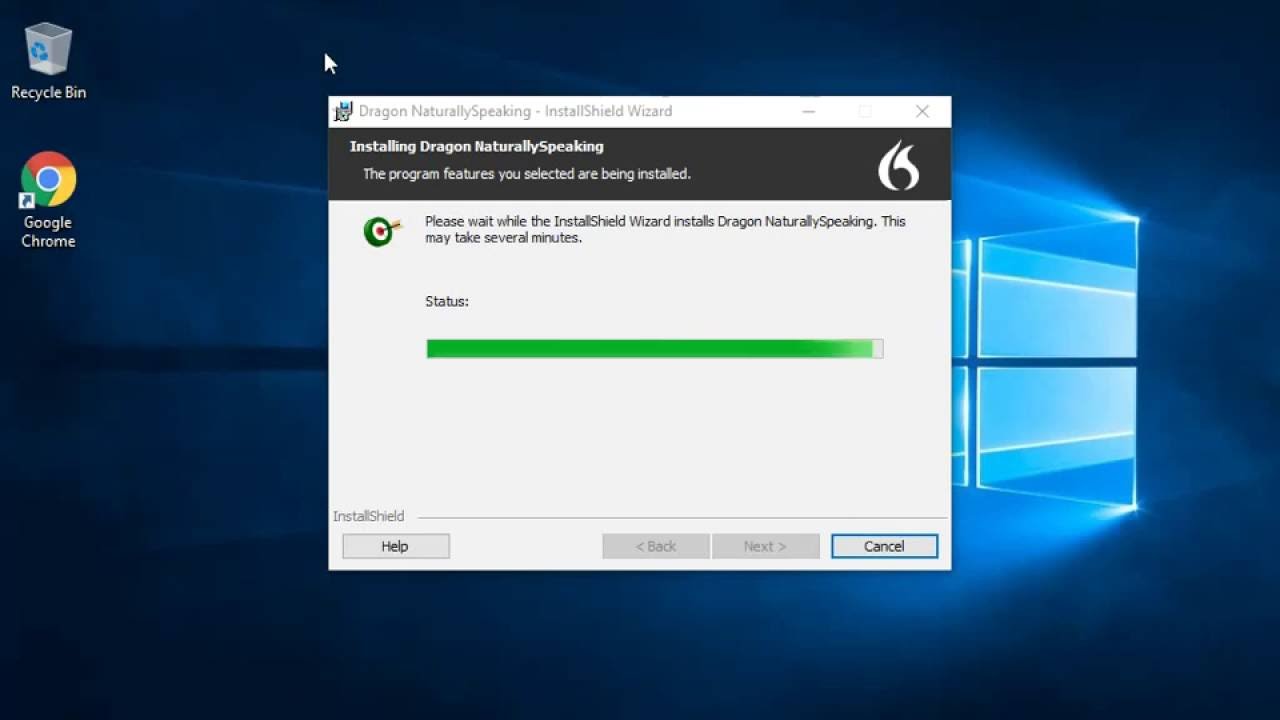 Recycle Bin
Google
Chrome
Dragon NaturallySpeaking - InstallShield Wizard
Installing Dragon NaturallySpeaking
The program features you selected are being installed.
Please wait while the InstallShield Wizard installs Dragon NaturallySpeaking. This
may take several minutes.
Status:
InstallShield
Help
< Back
Next >
Cancel